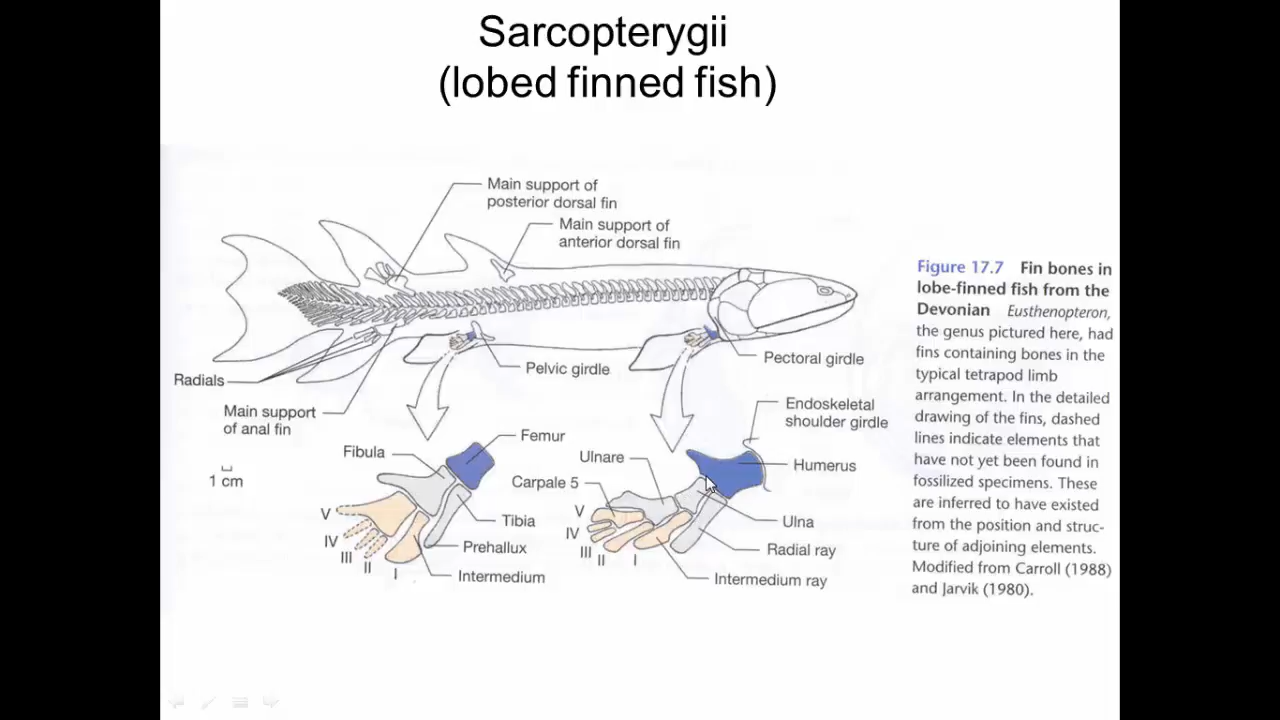 Sarcopterygii
(lobed finned fish)
Main support of
posterior dorsal fin
Main support of
anterior dorsal fin
Pectoral girdle
Pelvic girdle
Radials
Main support
of anal fin
1 cm
Endoskeletal
shoulder girdle
Femur
Fibula
Ulnare
Humerus
Carpale 5
V
IV
III
II
I
Tibia
Prehallux
Intermedium
V
IV
III
II
I
Ulna
Radial ray
Intermedium ray
Figure 17.7 Fin bones in
lobe-finned fish from the
Devonian Eusthenopteron,
the genus pictured here, had
fins containing bones in the
typical tetrapod limb
arrangement. In the detailed
drawing of the fins, dashed
lines indicate elements that
have not yet been found in
fossilized specimens. These
are inferred to have existed
from the position and struc-
ture of adjoining elements.
Modified from Carroll (1988)
and Jarvik (1980).